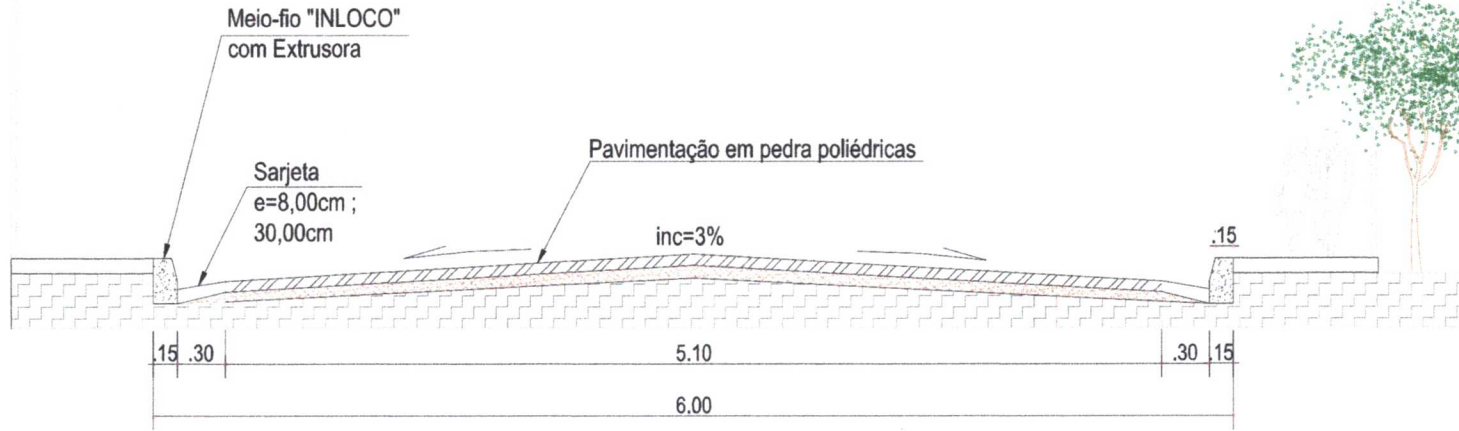 Meio-fio "INLOCO"
com Extrusora
Sarjeta
e=8,00cm ;
30,00cm
Pavimentação em pedra poliédricas
inc=3%
.15
.15 .30 5.10 .30 .15
6.00